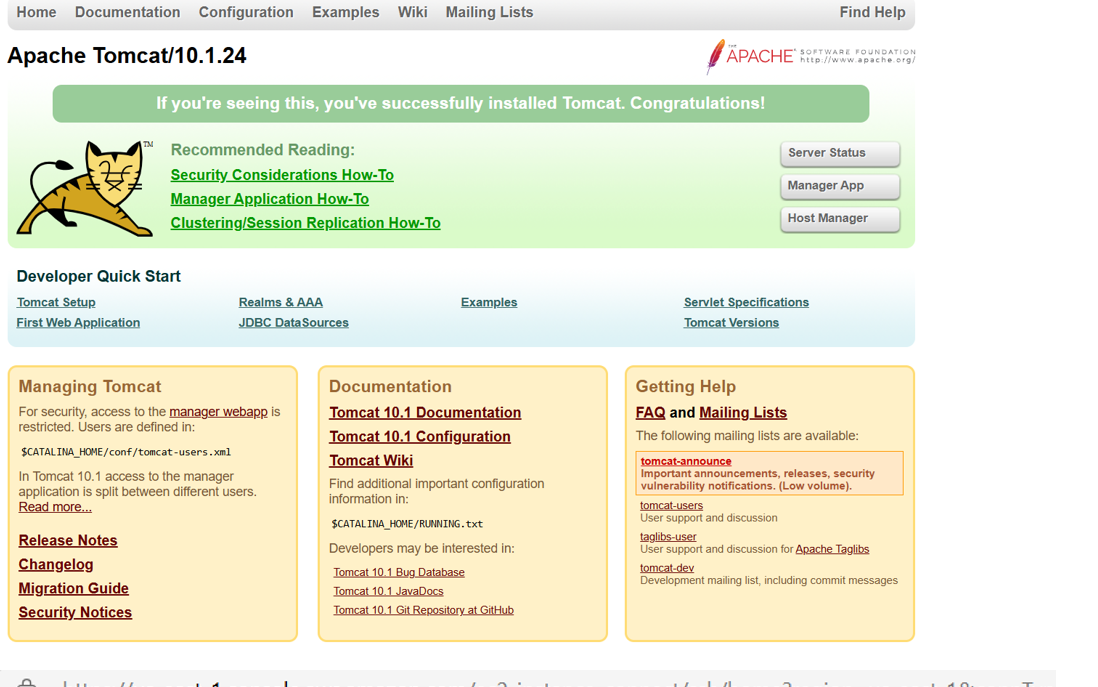 Home Documentation Configuration Examples Wiki Mailing Lists Find Help
Apache Tomcat/10.1.24
THE APACHE SOFTWARE FOUNDATION
http://www.apache.org/
If you're seeing this, you've successfully installed Tomcat. Congratulations!
TM
Recommended Reading:
Security Considerations How-To
Manager Application How-To
Clustering/Session Replication How-To
Server Status
Manager App
Host Manager
Developer Quick Start
Tomcat Setup
First Web Application
Realms & AAA
JDBC DataSources
Examples
Servlet Specifications
Tomcat Versions
Managing Tomcat
For security, access to the manager webapp is
restricted. Users are defined in:
$CATALINA_HOME/conf/tomcat-users.xml
In Tomcat 10.1 access to the manager
application is split between different users.
Read more...
Release Notes
Changelog
Migration Guide
Security Notices
Documentation
Tomcat 10.1 Documentation
Tomcat 10.1 Configuration
Tomcat Wiki
Find additional important configuration
information in:
$CATALINA_HOME/RUNNING.txt
Developers may be interested in:
Tomcat 10.1 Bug Database
Tomcat 10.1 JavaDocs
Tomcat 10.1 Git Repository at GitHub
Getting Help
FAQ and Mailing Lists
The following mailing lists are available:
tomcat-announce
Important announcements, releases, security
vulnerability notifications. (Low volume).
tomcat-users
User support and discussion
taglibs-user
User support and discussion for Apache Taglibs
tomcat-dev
Development mailing list, including commit messages